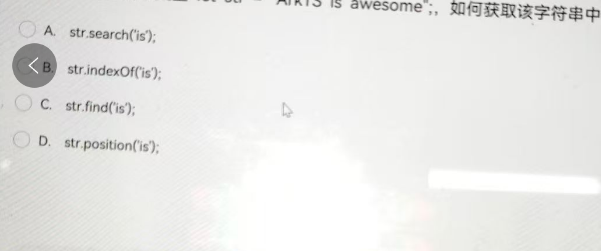 is awesome";, 如何获取该字符串中
A. str.search('is');
B. str.indexOf('is');
C. str.find('is');
D. str.position('is');